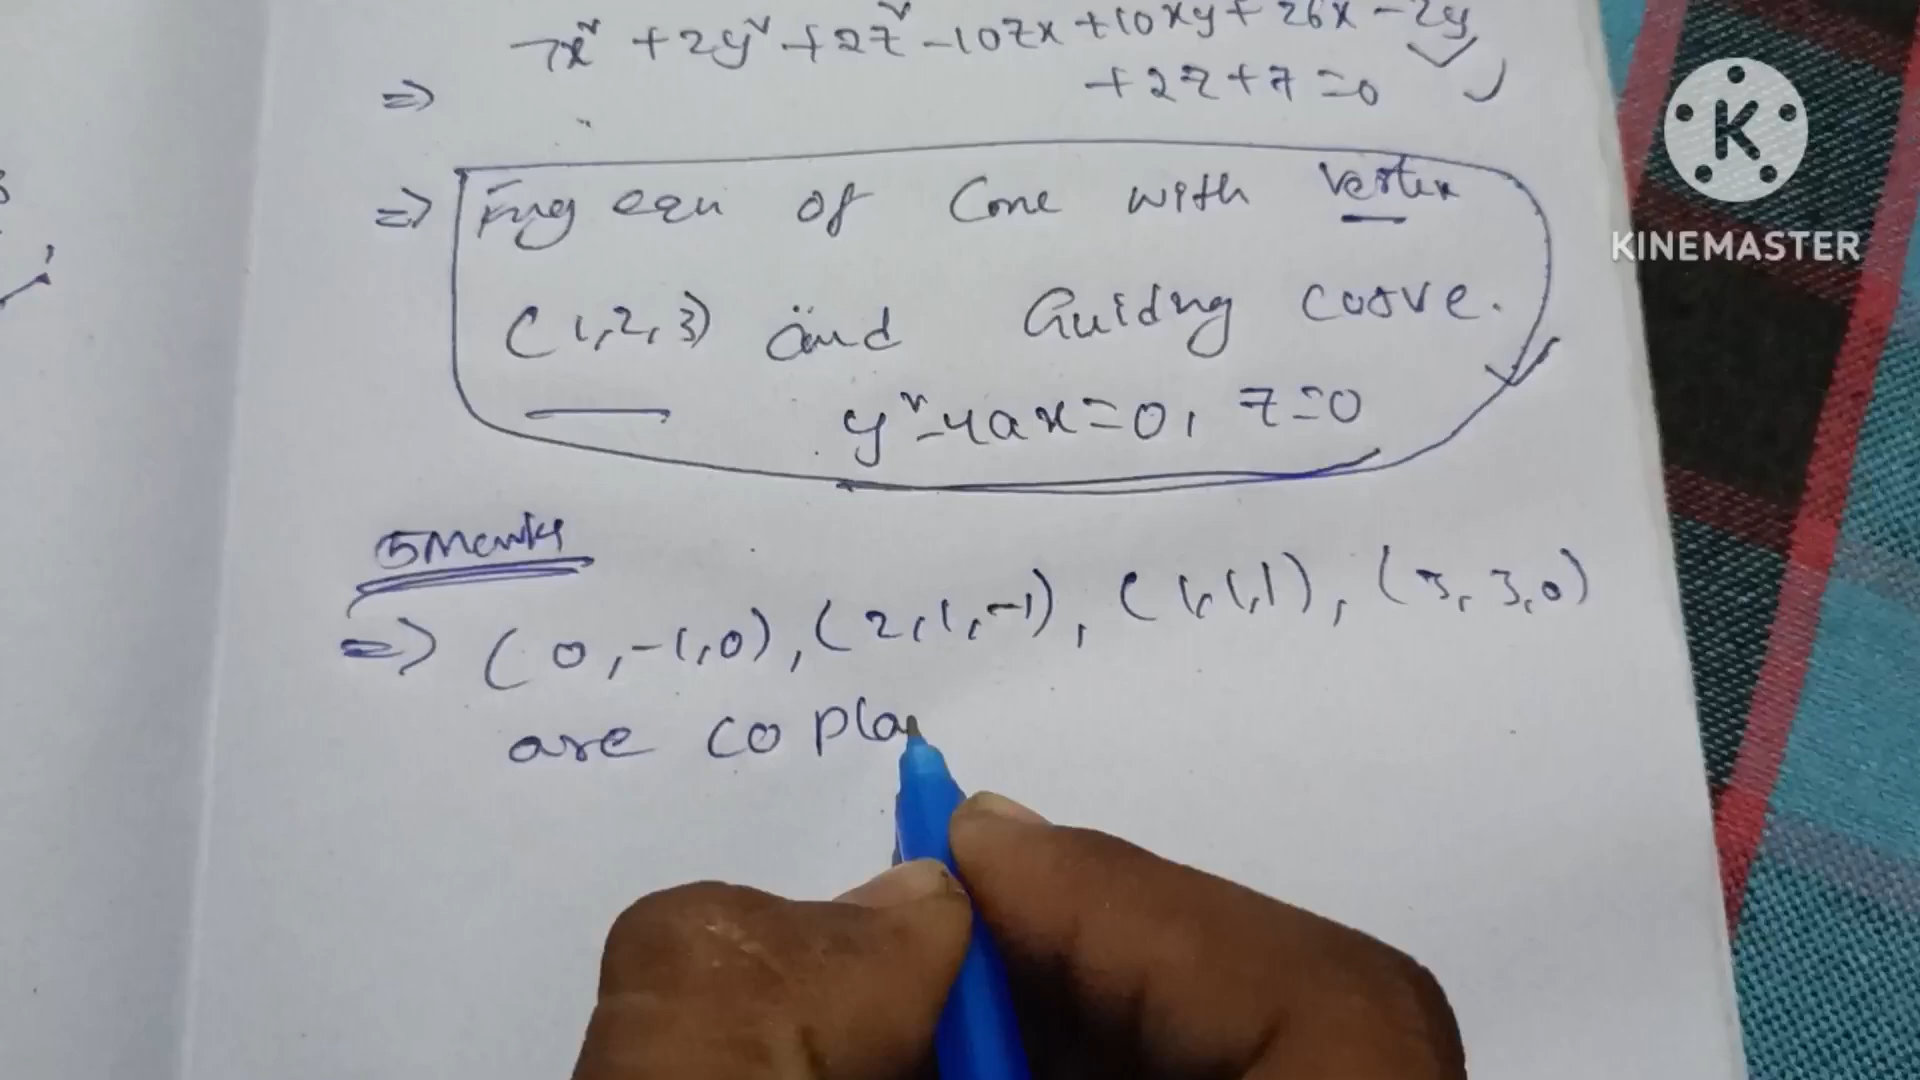 7x² + 2y² + 2z² - 10zx + 10xy + 26x - 2y
⇒ + 2z + 7 = 0
⇒ eqn of Cone with Vertex
(1,2,3) and Guiding curve.
y² - 4ax = 0, z = 0
5 Marks
⇒ (0,-1,0), (2,1,-1), (1,1,1), (3,3,0)
are co pla
K
KINEMASTER